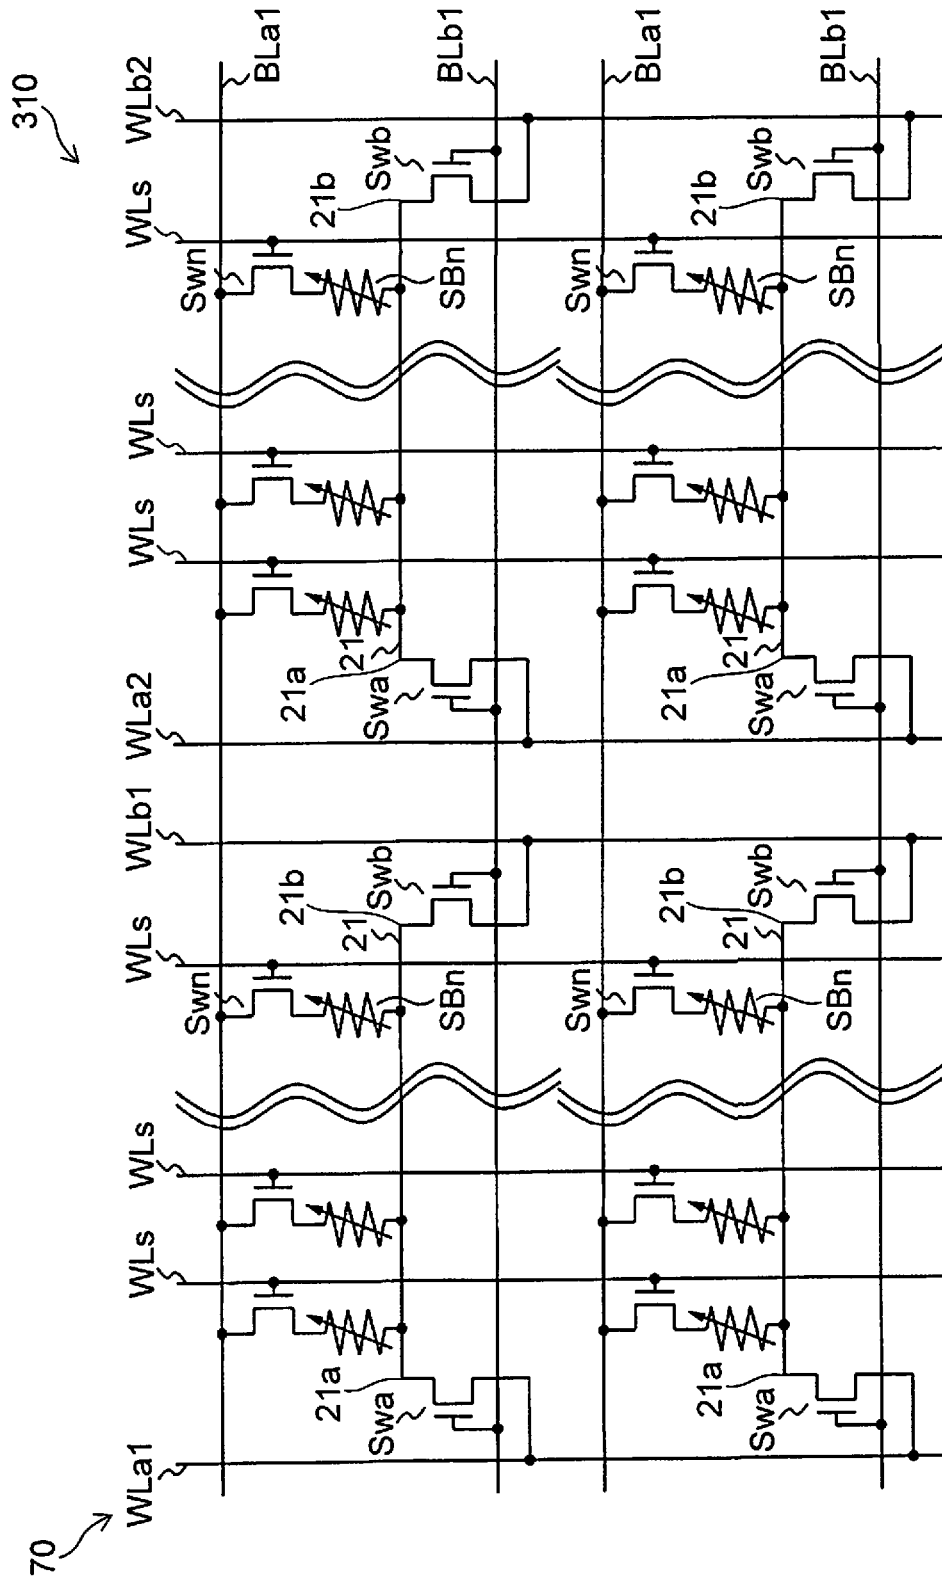 70
310
WLa1
WLs
WLs
WLs
WLb1
WLa2
WLs
WLs
WLs
WLb2
Swn
Swn
BLa1
21a
21b
21a
21b
SBn
21
21
SBn
Swa
Swb
Swa
Swb
BLb1
Swn
Swn
BLa1
21a
21b
21a
21b
SBn
21
21
SBn
Swa
Swb
Swa
Swb
BLb1